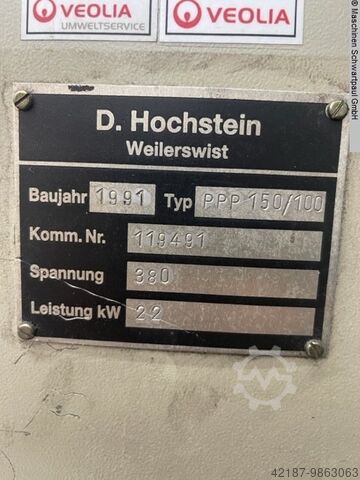 VEOLIA
UMWELTSERVICE
VEOLIA
© Maschinen Schwartpaul GmbH
D. Hochstein
Weilerswist
Baujahr 1991 Typ PPP 150/100
Komm. Nr. 119491
Spannung 380
Leistung kW 22
42187-9863063